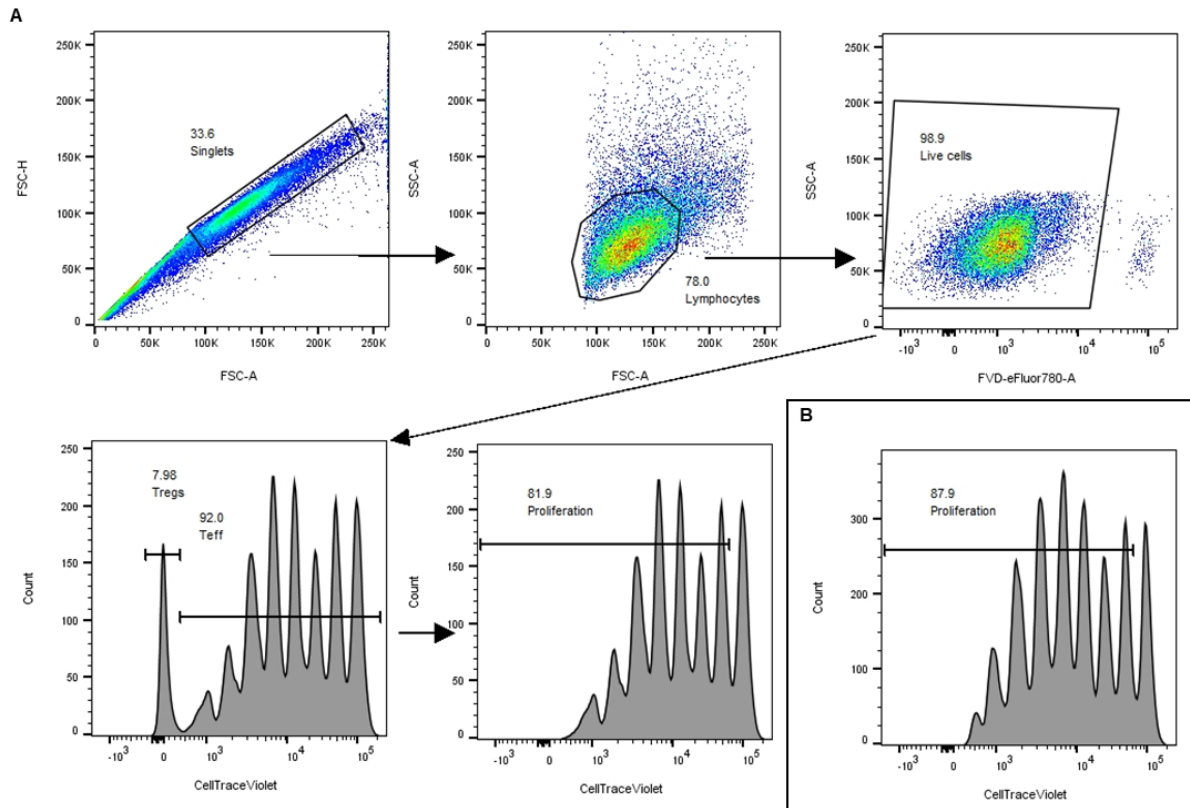 A
250K
200K
150K
100K
50K
0
FSC-H
33.6
Singlets
0
50K
100K
150K
200K
250K
FSC-A
250K
200K
150K
100K
50K
0
SSC-A
78.0
Lymphocytes
0
50K
100K
150K
200K
250K
FSC-A
250K
200K
150K
100K
50K
0
SSC-A
98.9
Live cells
-10³
0
10³
10⁴
10⁵
FVD-eFluor780-A
250
200
150
100
50
0
Count
7.98
Tregs
92.0
Teff
-10³
0
10³
10⁴
10⁵
CellTraceViolet
250
200
150
100
50
0
Count
81.9
Proliferation
-10³
0
10³
10⁴
10⁵
CellTraceViolet
B
300
200
100
0
Count
87.9
Proliferation
-10³
0
10³
10⁴
10⁵
CellTraceViolet